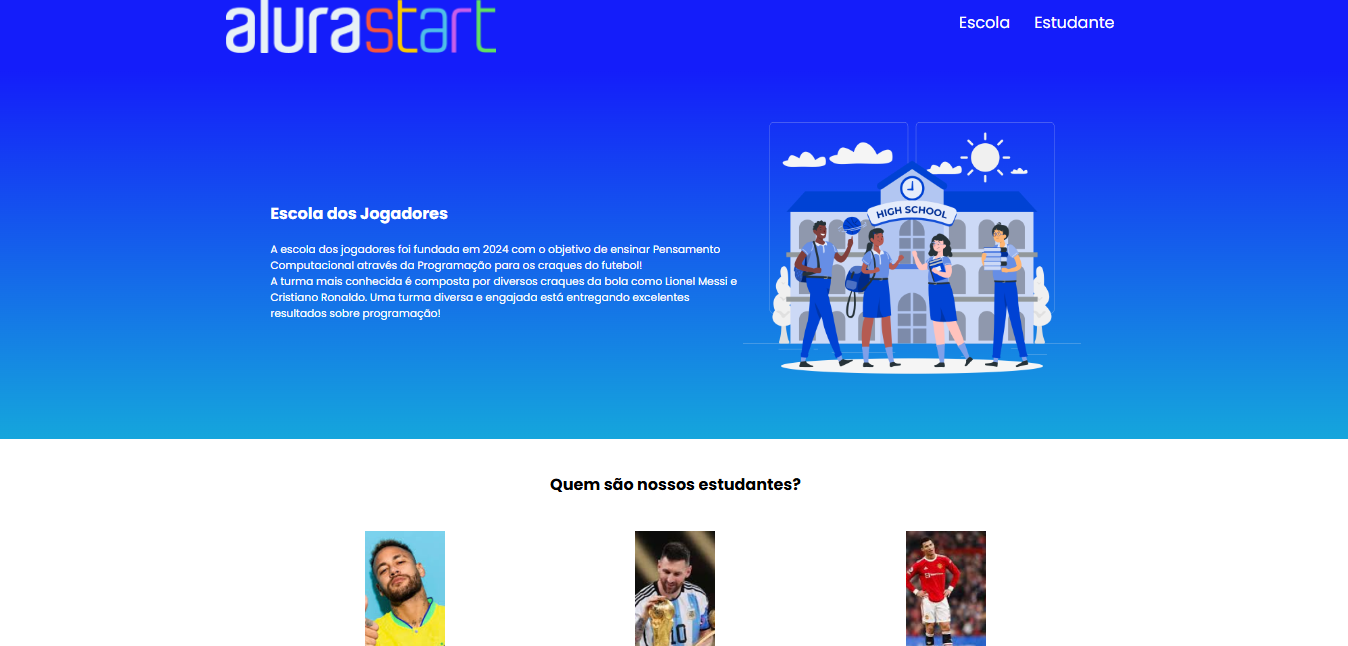 alurastart
Escola Estudante
HIGH SCHOOL
Escola dos Jogadores
A escola dos jogadores foi fundada em 2024 com o objetivo de ensinar Pensamento
Computacional através da Programação para os craques do futebol!
A turma mais conhecida é composta por diversos craques da bola como Lionel Messi e
Cristiano Ronaldo. Uma turma diversa e engajada está entregando excelentes
resultados sobre programação!
Quem são nossos estudantes?
10